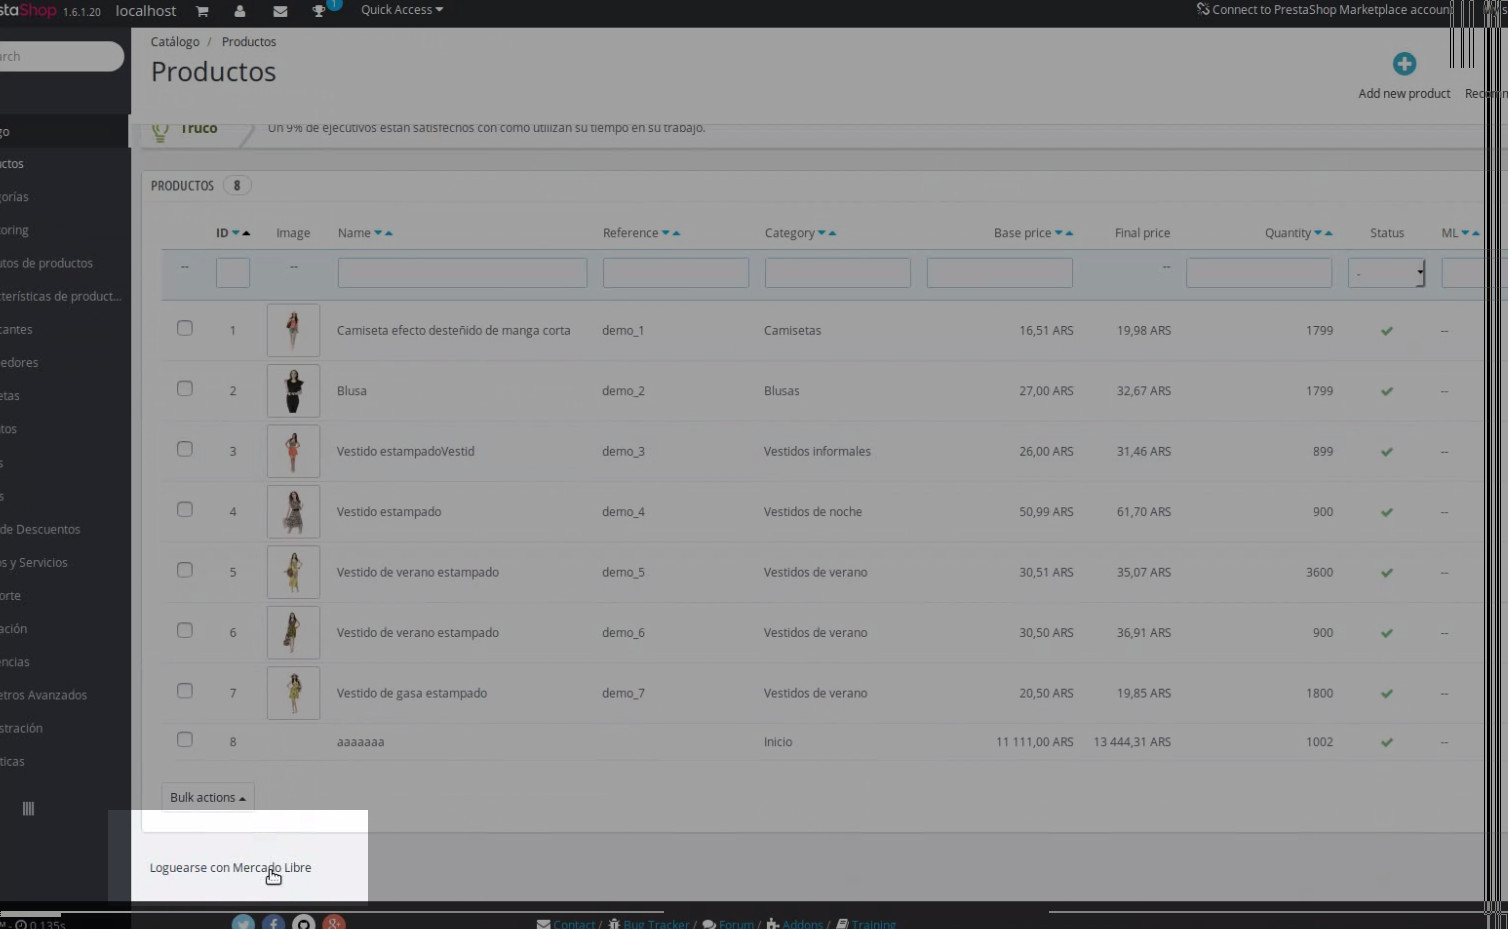 staShop 1.6.1.20 localhost 1 Quick Access Connect to PrestaShop Marketplace accoun
Catálogo / Productos
Productos
rch
Add new product
Truco Un 9% de ejecutivos están satisfechos con cómo utilizan su tiempo en su trabajo.
go
uctos
orías
oring
utos de productos
terísticas de product...
cantes
edores
etas
tos
s
s
de Descuentos
s y Servicios
orte
ación
encias
etros Avanzados
stración
ticas
PRODUCTOS 8
ID Image Name Reference Category Base price Final price Quantity Status ML
-- -- -- -
1 Camiseta efecto desteñido de manga corta demo_1 Camisetas 16,51 ARS 19,98 ARS 1799 --
2 Blusa demo_2 Blusas 27,00 ARS 32,67 ARS 1799 --
3 Vestido estampadoVestid demo_3 Vestidos informales 26,00 ARS 31,46 ARS 899 --
4 Vestido estampado demo_4 Vestidos de noche 50,99 ARS 61,70 ARS 900 --
5 Vestido de verano estampado demo_5 Vestidos de verano 30,51 ARS 35,07 ARS 3600 --
6 Vestido de verano estampado demo_6 Vestidos de verano 30,50 ARS 36,91 ARS 900 --
7 Vestido de gasa estampado demo_7 Vestidos de verano 20,50 ARS 19,85 ARS 1800 --
8 aaaaaaa Inicio 11 111,00 ARS 13 444,31 ARS 1002 --
Bulk actions
Loguearse con Mercado Libre
0.135s
Contact / Bug Tracker / Forum / Addons / Training